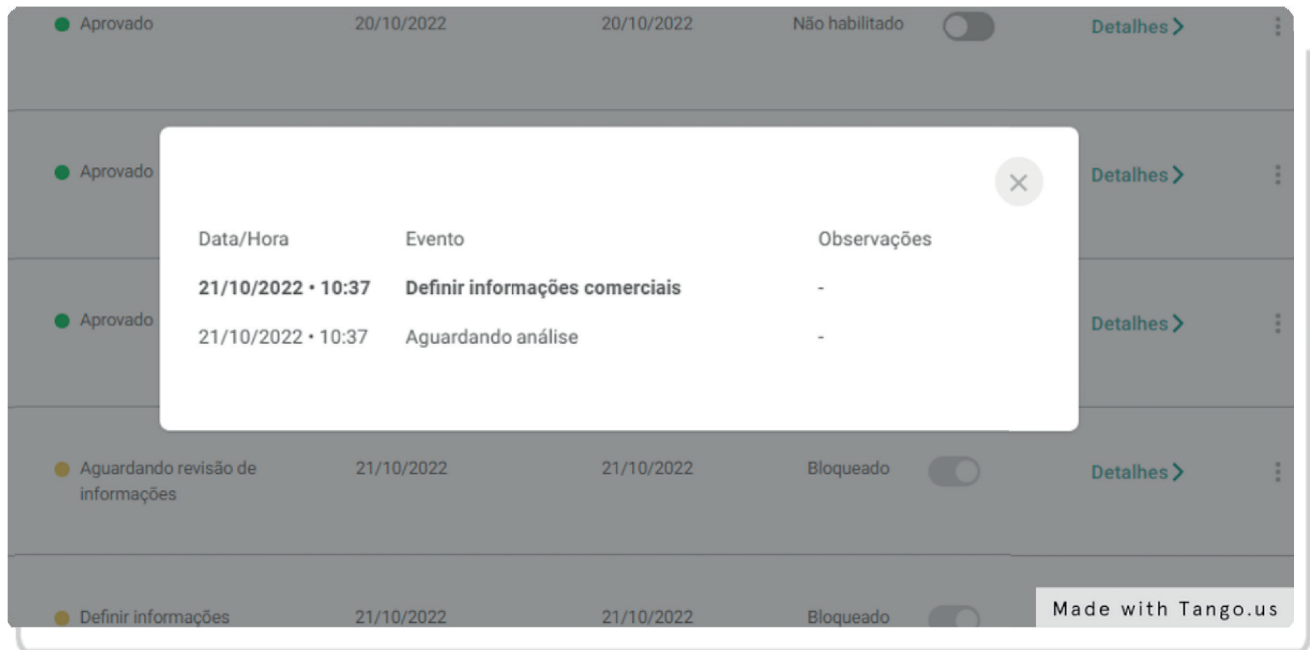 Aprovado 20/10/2022 20/10/2022 Não habilitado Detalhes
Aprovado Detalhes
Data/Hora Evento Observações
21/10/2022 • 10:37 Definir informações comerciais -
21/10/2022 • 10:37 Aguardando análise -
Aprovado Detalhes
Aguardando revisão de
informações
21/10/2022 21/10/2022 Bloqueado Detalhes
Definir informações 21/10/2022 21/10/2022 Bloqueado
Made with Tango.us